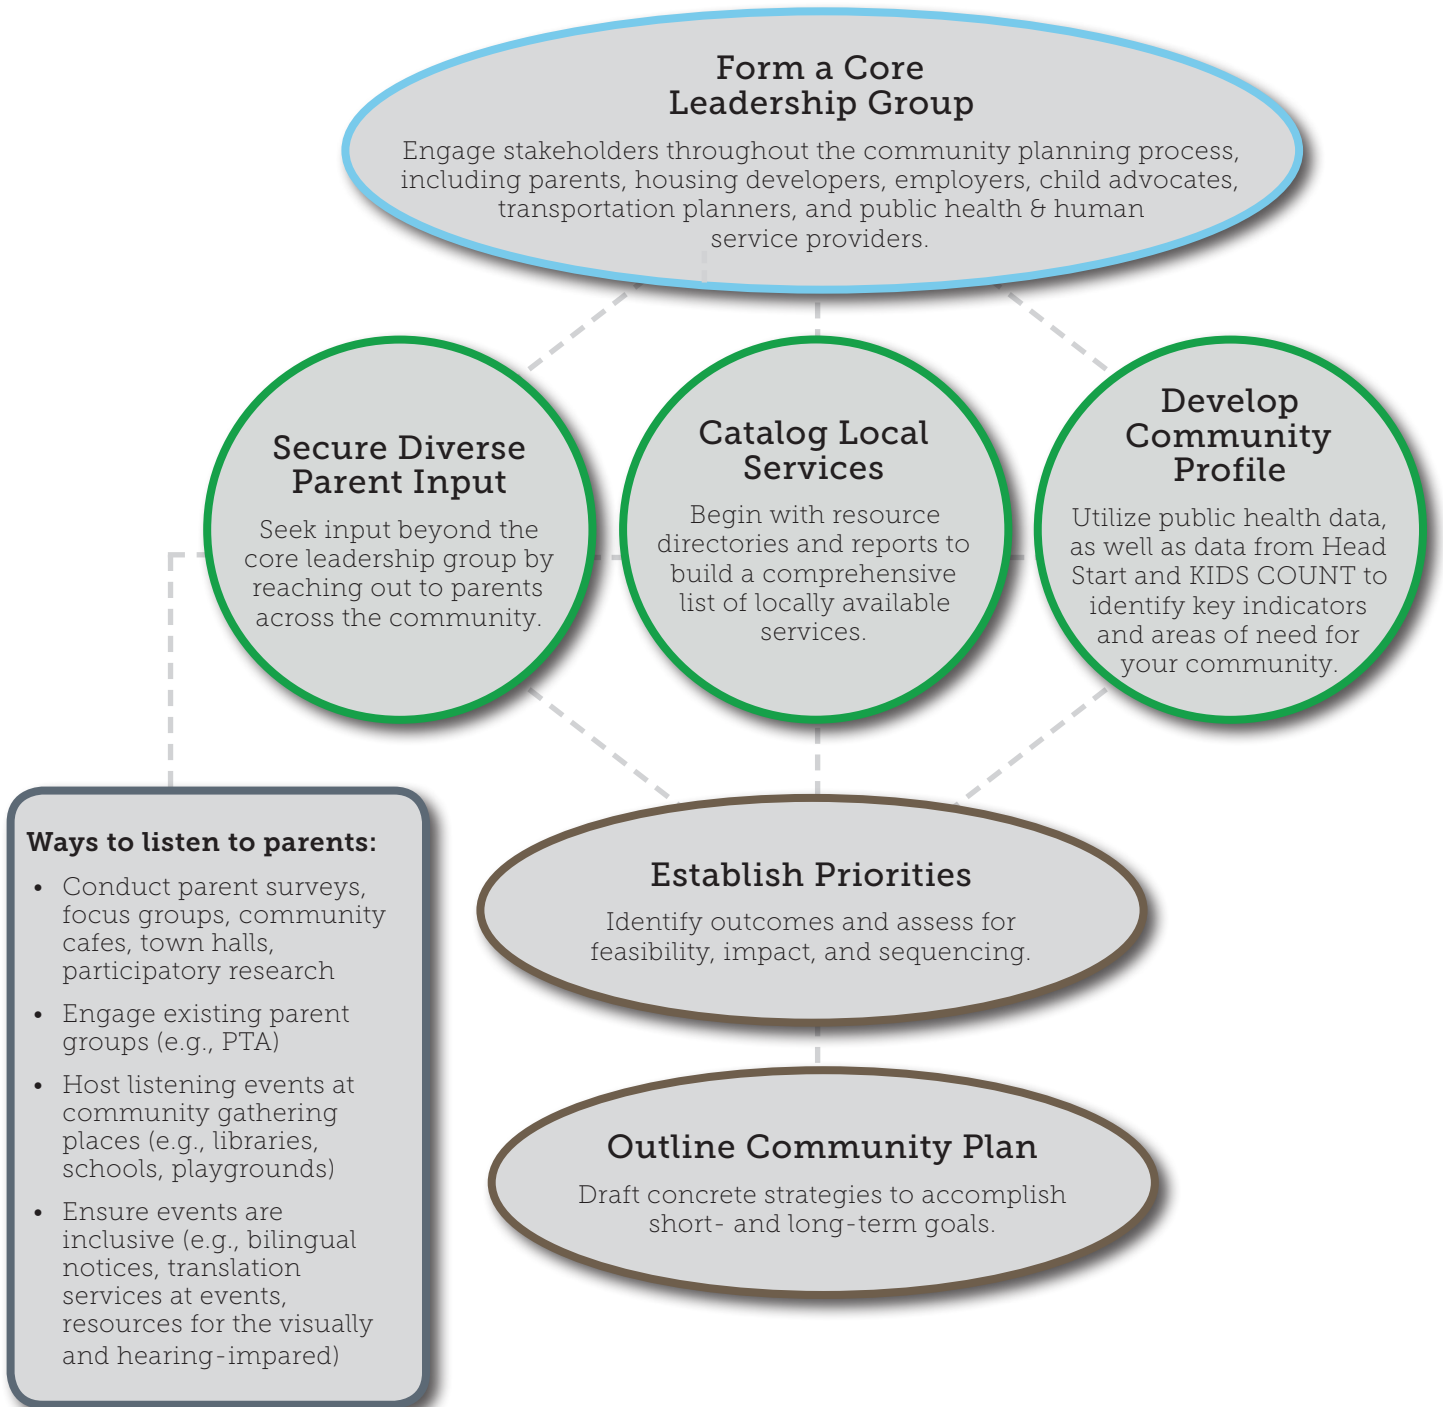 Form a Core
Leadership Group
Engage stakeholders throughout the community planning process,
including parents, housing developers, employers, child advocates,
transportation planners, and public health & human
service providers.
Secure Diverse
Parent Input
Seek input beyond the
core leadership group by
reaching out to parents
across the community.
Catalog Local
Services
Begin with resource
directories and reports to
build a comprehensive
list of locally available
services.
Develop
Community
Profile
Utilize public health data,
as well as data from Head
Start and KIDS COUNT to
identify key indicators
and areas of need for
your community.
Ways to listen to parents:
• Conduct parent surveys,
focus groups, community
cafes, town halls,
participatory research
• Engage existing parent
groups (e.g., PTA)
• Host listening events at
community gathering
places (e.g., libraries,
schools, playgrounds)
• Ensure events are
inclusive (e.g., bilingual
notices, translation
services at events,
resources for the visually
and hearing-impared)
Establish Priorities
Identify outcomes and assess for
feasibility, impact, and sequencing.
Outline Community Plan
Draft concrete strategies to accomplish
short- and long-term goals.